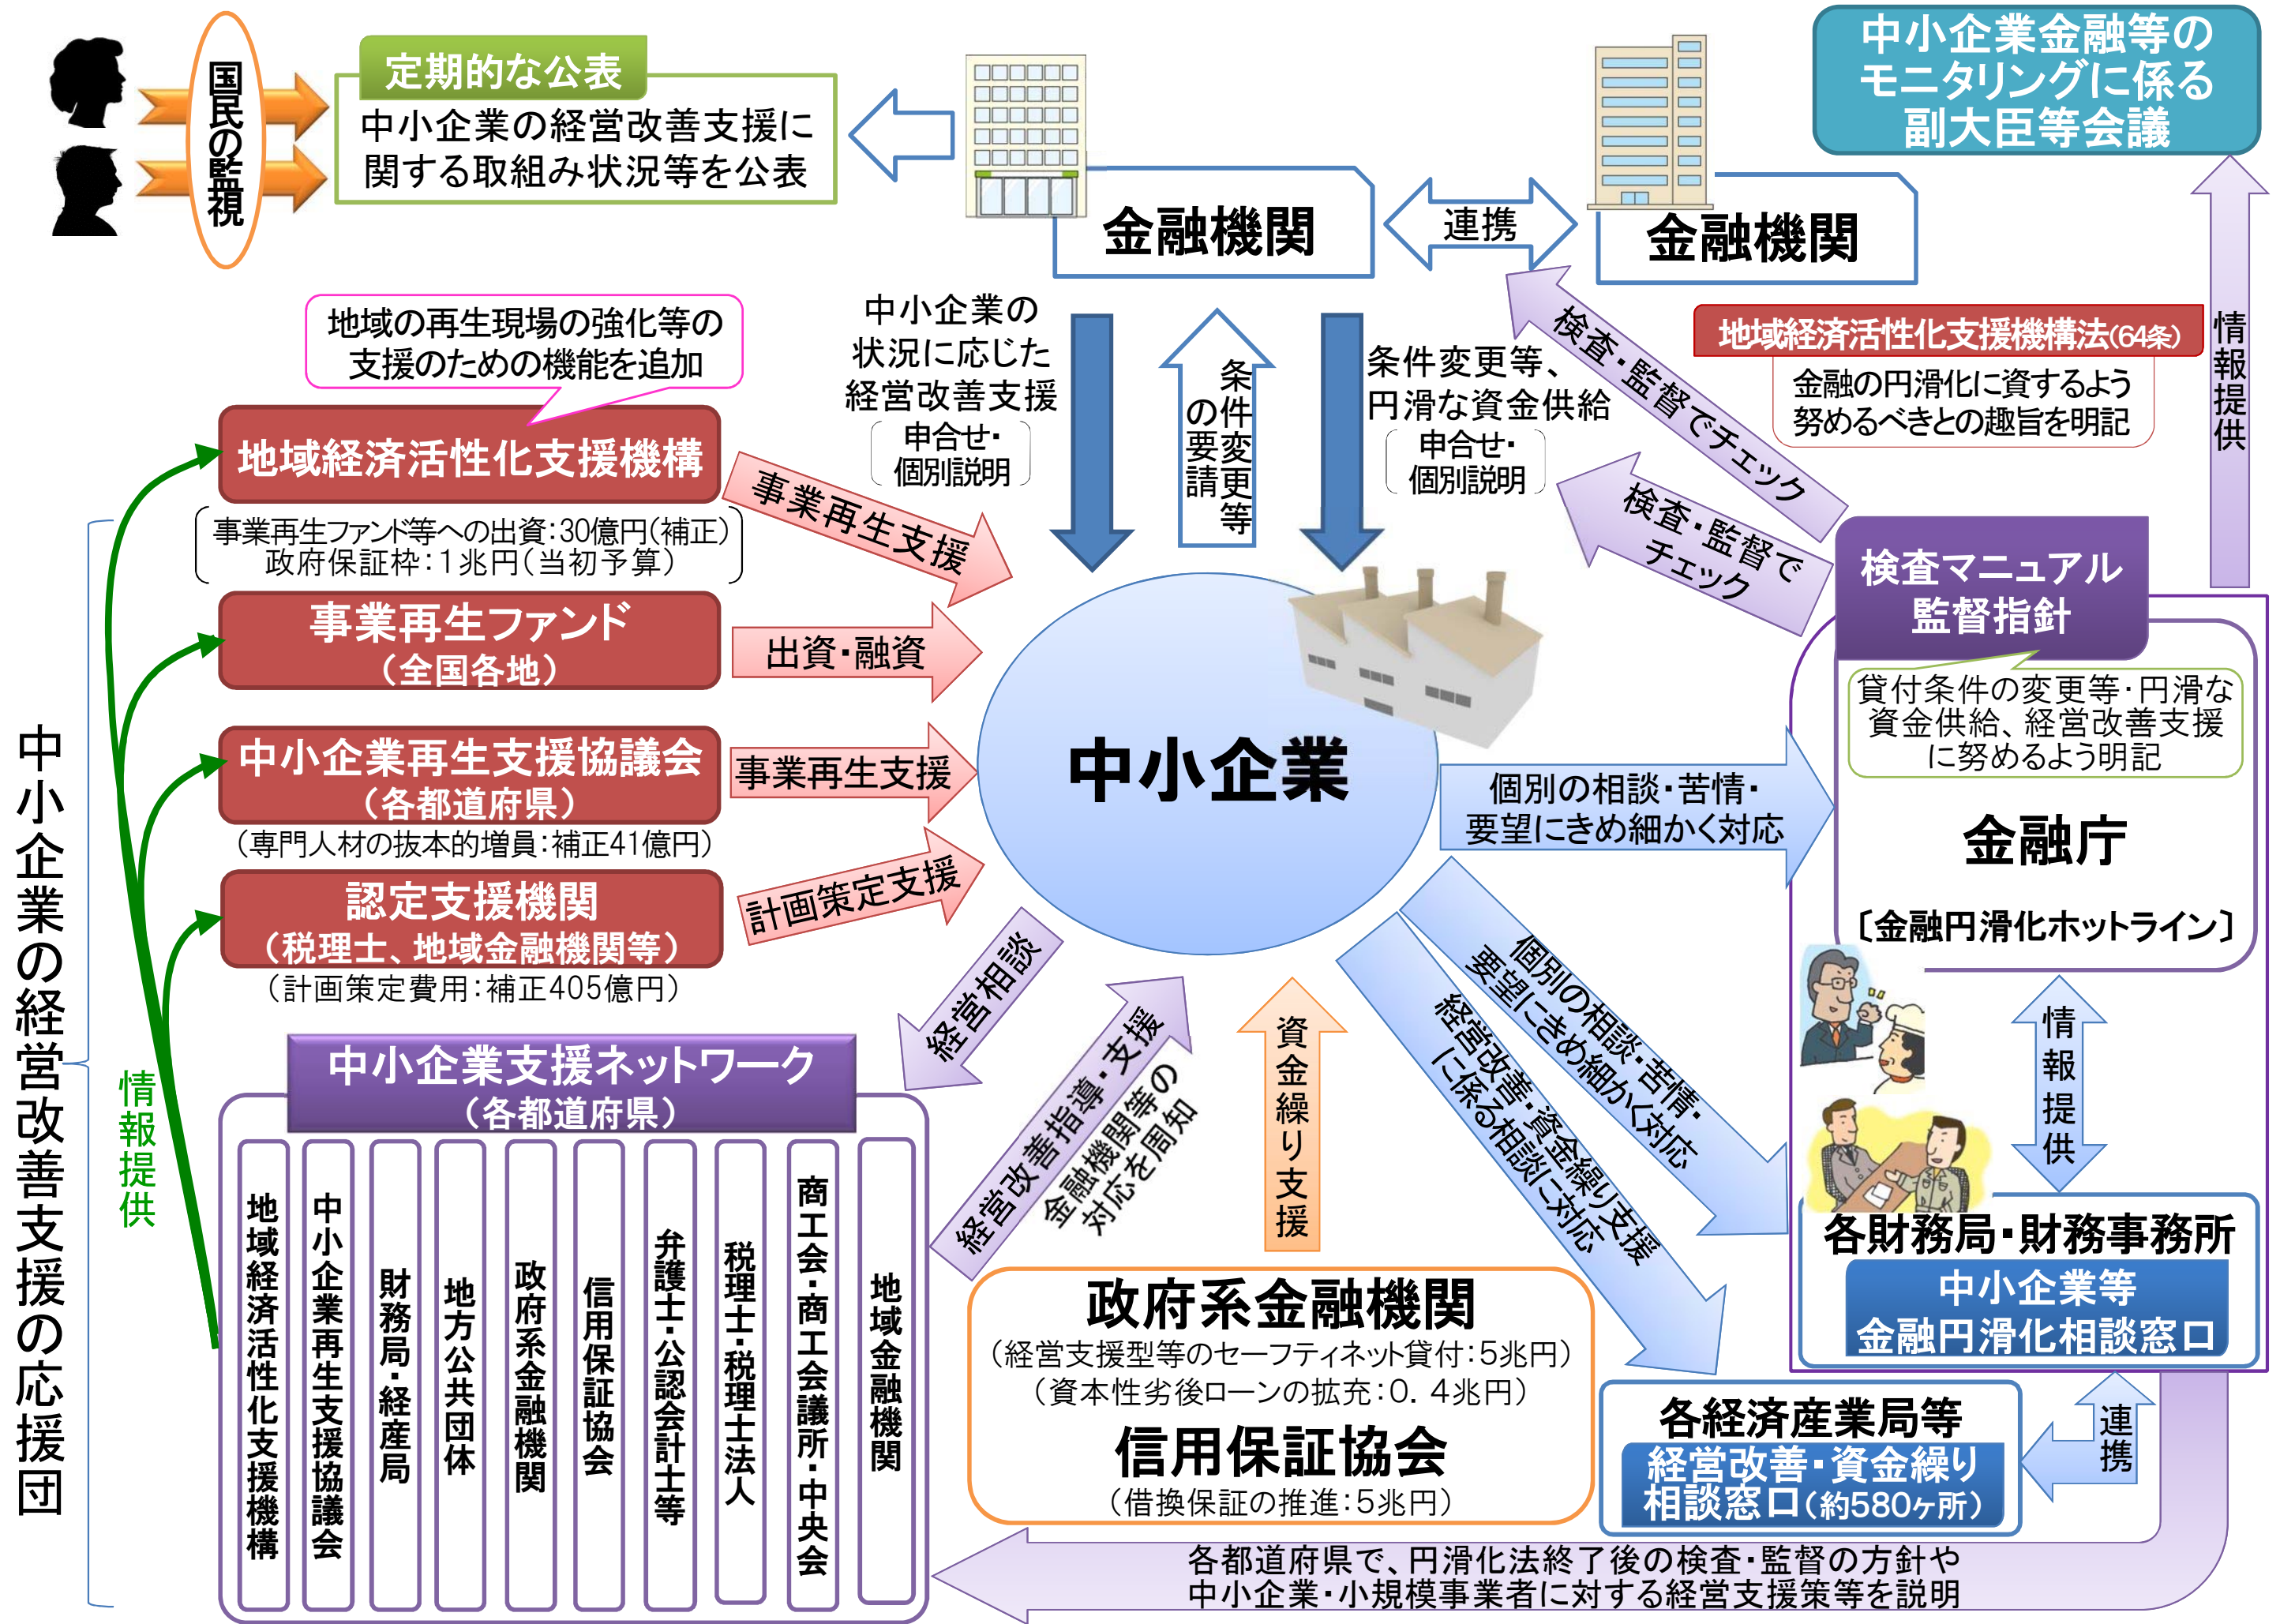 国民の監視
定期的な公表
中小企業の経営改善支援に
関する取組み状況等を公表
金融機関
連携
金融機関
中小企業金融等の
モニタリングに係る
副大臣等会議
情報提供
地域の再生現場の強化等の
支援のための機能を追加
中小企業の
状況に応じた
経営改善支援
申合せ・
個別説明
条件変更等
の要請
条件変更等、
円滑な資金供給
申合せ・
個別説明
検査・監督でチェック
検査・監督で
チェック
地域経済活性化支援機構法(64条)
金融の円滑化に資するよう
努めるべきとの趣旨を明記
地域経済活性化支援機構
事業再生ファンド等への出資:30億円(補正)
政府保証枠:1兆円(当初予算)
事業再生支援
事業再生ファンド
(全国各地)
出資・融資
中小企業再生支援協議会
(各都道府県)
(専門人材の抜本的増員:補正41億円)
事業再生支援
認定支援機関
(税理士、地域金融機関等)
(計画策定費用:補正405億円)
計画策定支援
中小企業の経営改善支援の応援団
情報提供
中小企業
検査マニュアル
監督指針
貸付条件の変更等・円滑な
資金供給、経営改善支援
に努めるよう明記
金融庁
〔金融円滑化ホットライン〕
個別の相談・苦情・
要望にきめ細かく対応
個別の相談・苦情・
要望にきめ細かく対応
経営改善・資金繰り支援
に係る相談に対応
情報提供
各財務局・財務事務所
中小企業等
金融円滑化相談窓口
連携
各経済産業局等
経営改善・資金繰り
相談窓口(約580ヶ所)
経営相談
経営改善指導・支援
金融機関等の
対応を周知
資金繰り支援
政府系金融機関
(経営支援型等のセーフティネット貸付:5兆円)
(資本性劣後ローンの拡充:0.4兆円)
信用保証協会
(借換保証の推進:5兆円)
中小企業支援ネットワーク
(各都道府県)
地域経済活性化支援機構
中小企業再生支援協議会
財務局・経産局
地方公共団体
政府系金融機関
信用保証協会
弁護士・公認会計士等
税理士・税理士法人
商工会・商工会議所・中央会
地域金融機関
各都道府県で、円滑化法終了後の検査・監督の方針や
中小企業・小規模事業者に対する経営支援策等を説明